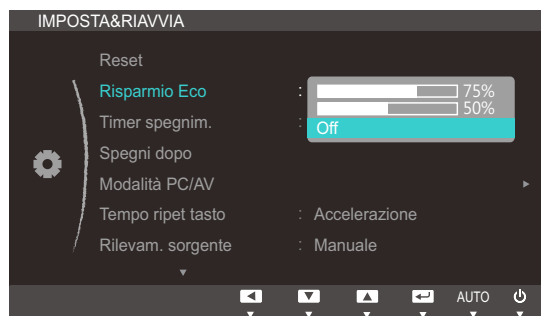 IMPOSTA&RIAVVIA
Reset
Risparmio Eco :
75%
50%
Off
Timer spegnim. :
Spegni dopo
Modalità PC/AV
Tempo ripet tasto : Accelerazione
Rilevam. sorgente : Manuale
AUTO